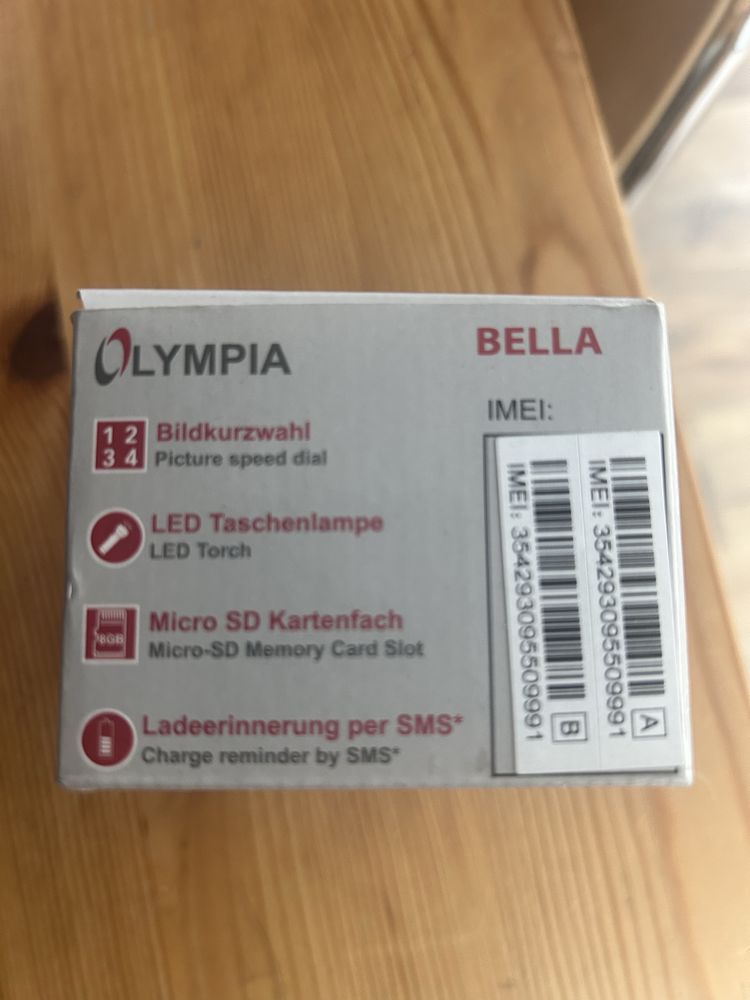 OLYMPIA
BELLA
1 2
3 4
Bildkurzwahl
Picture speed dial
LED Taschenlampe
LED Torch
8GB
Micro SD Kartenfach
Micro-SD Memory Card Slot
Ladeerinnerung per SMS*
Charge reminder by SMS*
IMEI:
IMEI: 354293095509991
A
IMEI: 354293095509991
B